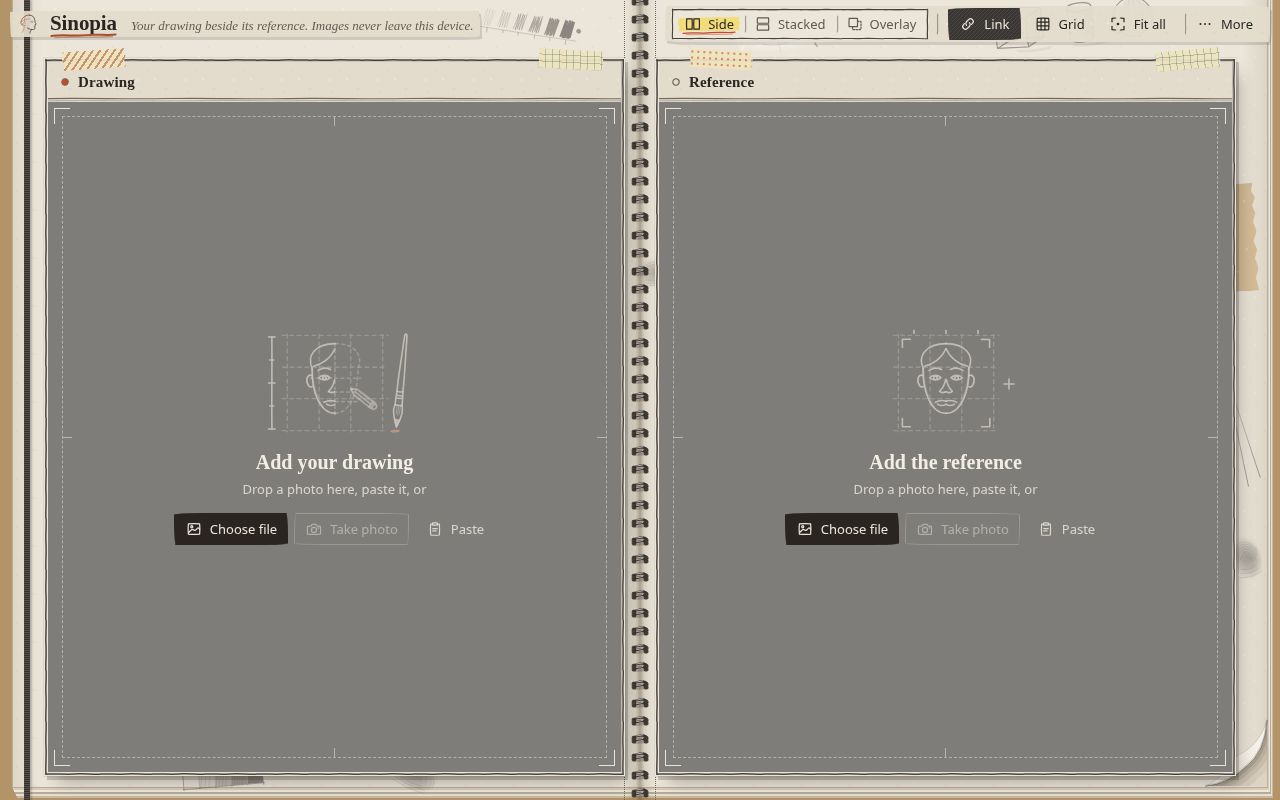 Sinopia
Your drawing beside its reference. Images never leave this device.
Side
Stacked
Overlay
Link
Grid
Fit all
More
Drawing
Add your drawing
Drop a photo here, paste it, or
Choose file
Take photo
Paste
Reference
Add the reference
Drop a photo here, paste it, or
Choose file
Take photo
Paste